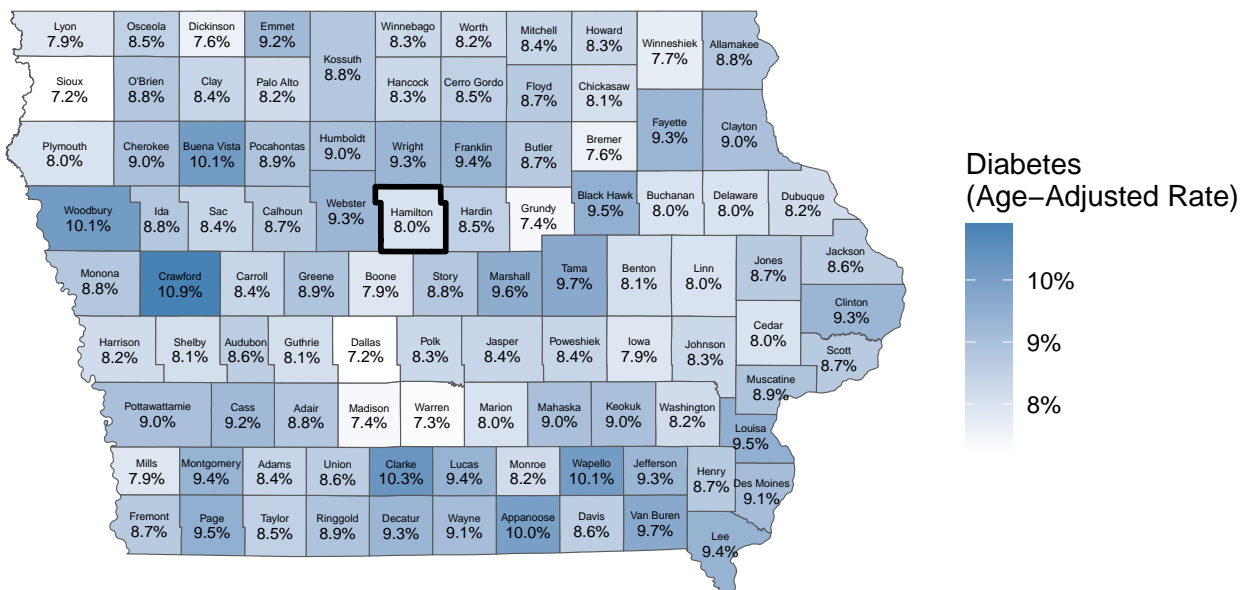 Lyon
7.9%
Osceola
8.5%
Dickinson
7.6%
Emmet
9.2%
Kossuth
8.8%
Winnebago
8.3%
Worth
8.2%
Mitchell
8.4%
Howard
8.3%
Winneshiek
7.7%
Allamakee
8.8%
Sioux
7.2%
O'Brien
8.8%
Clay
8.4%
Palo Alto
8.2%
Hancock
8.3%
Cerro Gordo
8.5%
Floyd
8.7%
Chickasaw
8.1%
Plymouth
8.0%
Cherokee
9.0%
Buena Vista
10.1%
Pocahontas
8.9%
Humboldt
9.0%
Wright
9.3%
Franklin
9.4%
Butler
8.7%
Bremer
7.6%
Fayette
9.3%
Clayton
9.0%
Woodbury
10.1%
Ida
8.8%
Sac
8.4%
Calhoun
8.7%
Webster
9.3%
Hamilton
8.0%
Hardin
8.5%
Grundy
7.4%
Black Hawk
9.5%
Buchanan
8.0%
Delaware
8.0%
Dubuque
8.2%
Monona
8.8%
Crawford
10.9%
Carroll
8.4%
Greene
8.9%
Boone
7.9%
Story
8.8%
Marshall
9.6%
Tama
9.7%
Benton
8.1%
Linn
8.0%
Jones
8.7%
Jackson
8.6%
Clinton
9.3%
Harrison
8.2%
Shelby
8.1%
Audubon
8.6%
Guthrie
8.1%
Dallas
7.2%
Polk
8.3%
Jasper
8.4%
Poweshiek
8.4%
Iowa
7.9%
Johnson
8.3%
Cedar
8.0%
Scott
8.7%
Muscatine
8.9%
Pottawattamie
9.0%
Cass
9.2%
Adair
8.8%
Madison
7.4%
Warren
7.3%
Marion
8.0%
Mahaska
9.0%
Keokuk
9.0%
Washington
8.2%
Louisa
9.5%
Mills
7.9%
Montgomery
9.4%
Adams
8.4%
Union
8.6%
Clarke
10.3%
Lucas
9.4%
Monroe
8.2%
Wapello
10.1%
Jefferson
9.3%
Henry
8.7%
Des Moines
9.1%
Fremont
8.7%
Page
9.5%
Taylor
8.5%
Ringgold
8.9%
Decatur
9.3%
Wayne
9.1%
Appanoose
10.0%
Davis
8.6%
Van Buren
9.7%
Lee
9.4%
Diabetes
(Age−Adjusted Rate)
10%
9%
8%